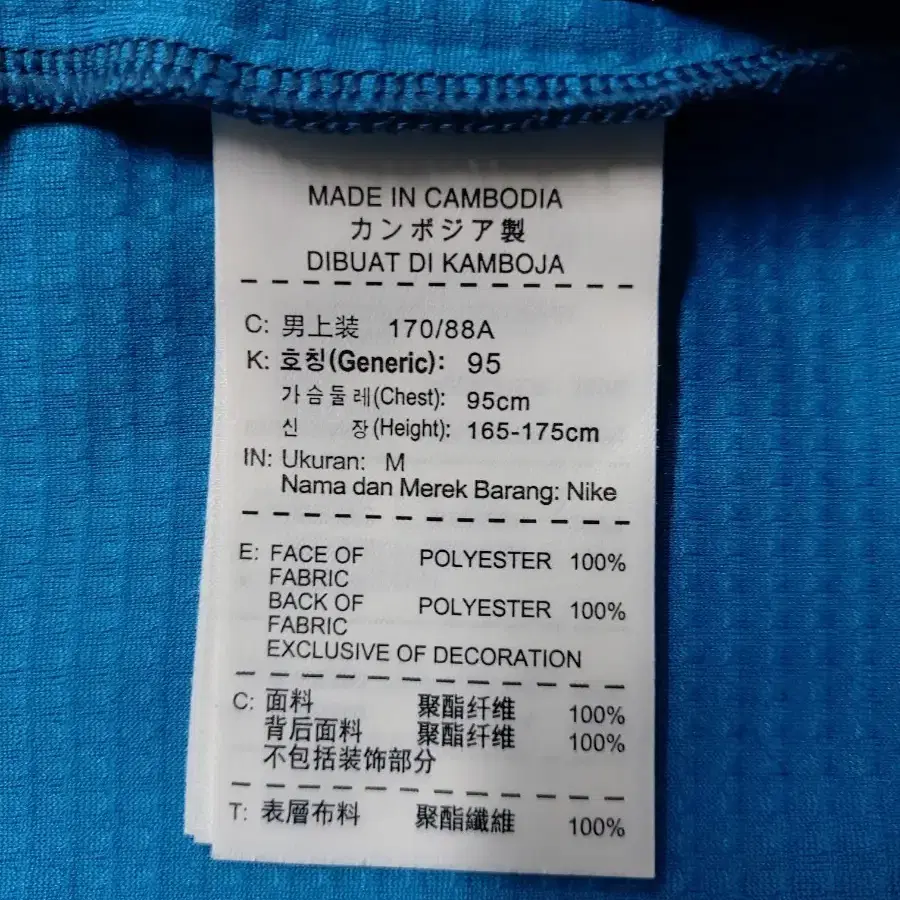 MADE IN CAMBODIA
カンボジア製
DIBUAT DI KAMBOJA
C: 男上装 170/88A
K: 호칭(Generic): 95
가슴둘레(Chest): 95cm
신 장(Height): 165-175cm
IN: Ukuran: M
Nama dan Merek Barang: Nike
E: FACE OF FABRIC POLYESTER 100%
BACK OF FABRIC POLYESTER 100%
EXCLUSIVE OF DECORATION
C: 面料 聚酯纤维 100%
背后面料 聚酯纤维 100%
不包括装饰部分
T: 表層布料 聚酯纖維 100%